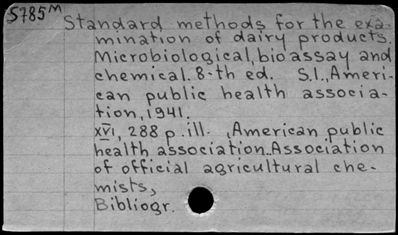 5785M
Standard methods for the exa-
mination of dairy products.
Microbiological, bioassay and
chemical. 8-th ed. S.l., Ameri-
can public health associa-
tion, 1941.
XVI, 288 p. ill. , American public
health association. Association
of official agricultural che-
mists,
Bibliogr.